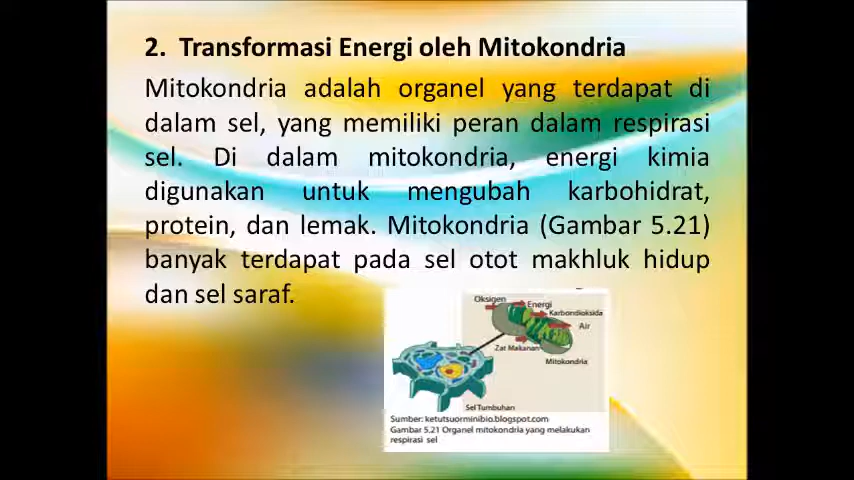 2. Transformasi Energi oleh Mitokondria
Mitokondria adalah organel yang terdapat di
dalam sel, yang memiliki peran dalam respirasi
sel. Di dalam mitokondria, energi kimia
digunakan untuk mengubah karbohidrat,
protein, dan lemak. Mitokondria (Gambar 5.21)
banyak terdapat pada sel otot makhluk hidup
dan sel saraf.
Oksigen
Energi
Karbondioksida
Air
Zat Makanan
Mitokondria
Sel Tumbuhan
Sumber: ketutsuorminibio.blogspot.com
Gambar 5.21 Organel mitokondria yang melakukan
respirasi sel